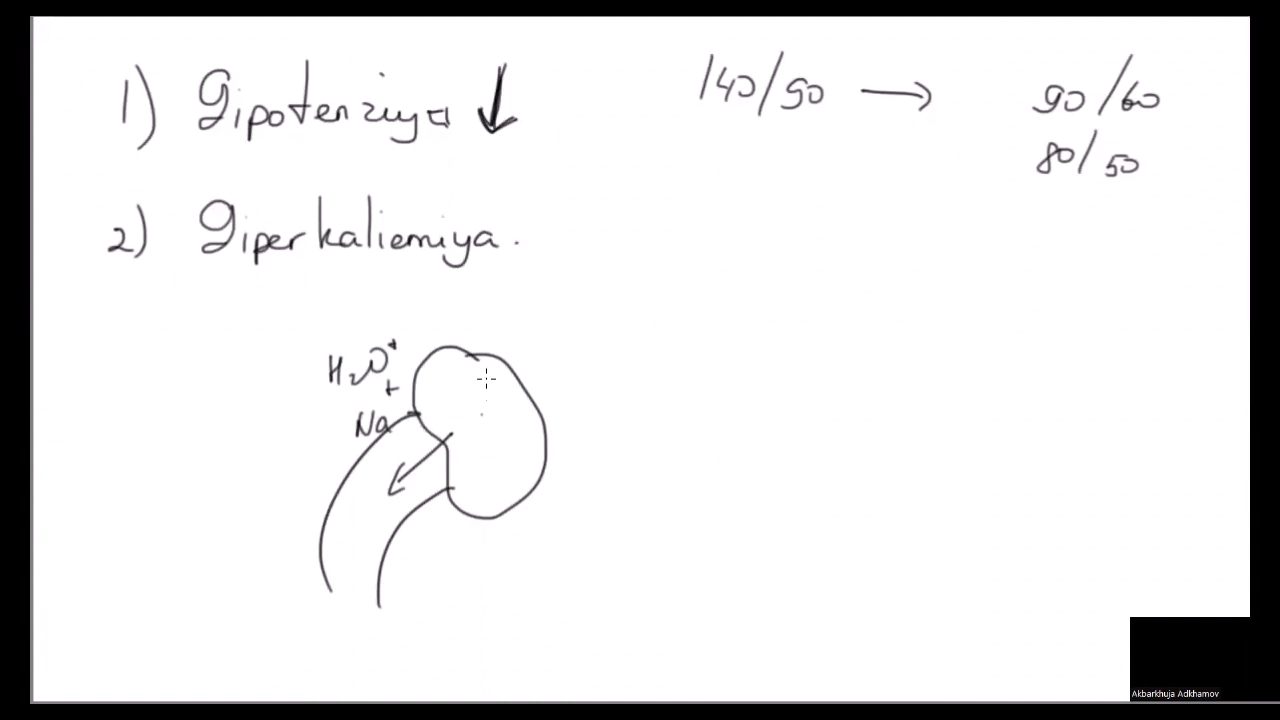 1) Gipotenziya ↓
140/90 → 90/60
80/50
2) Giperkaliemiya.
H₂O +
+
Na
Akbarkhuja Adkhamov